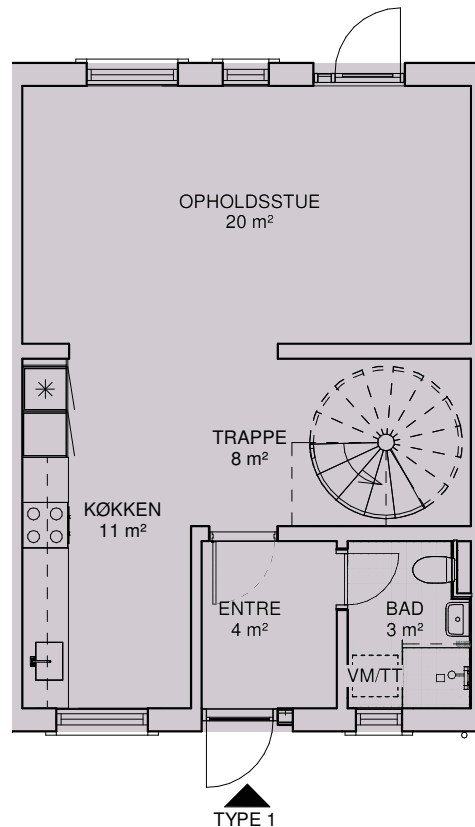 OPHOLDSSTUE
20 m²
TRAPPE
8 m²
KØKKEN
11 m²
ENTRE
4 m²
BAD
3 m²
VM/TT
TYPE 1